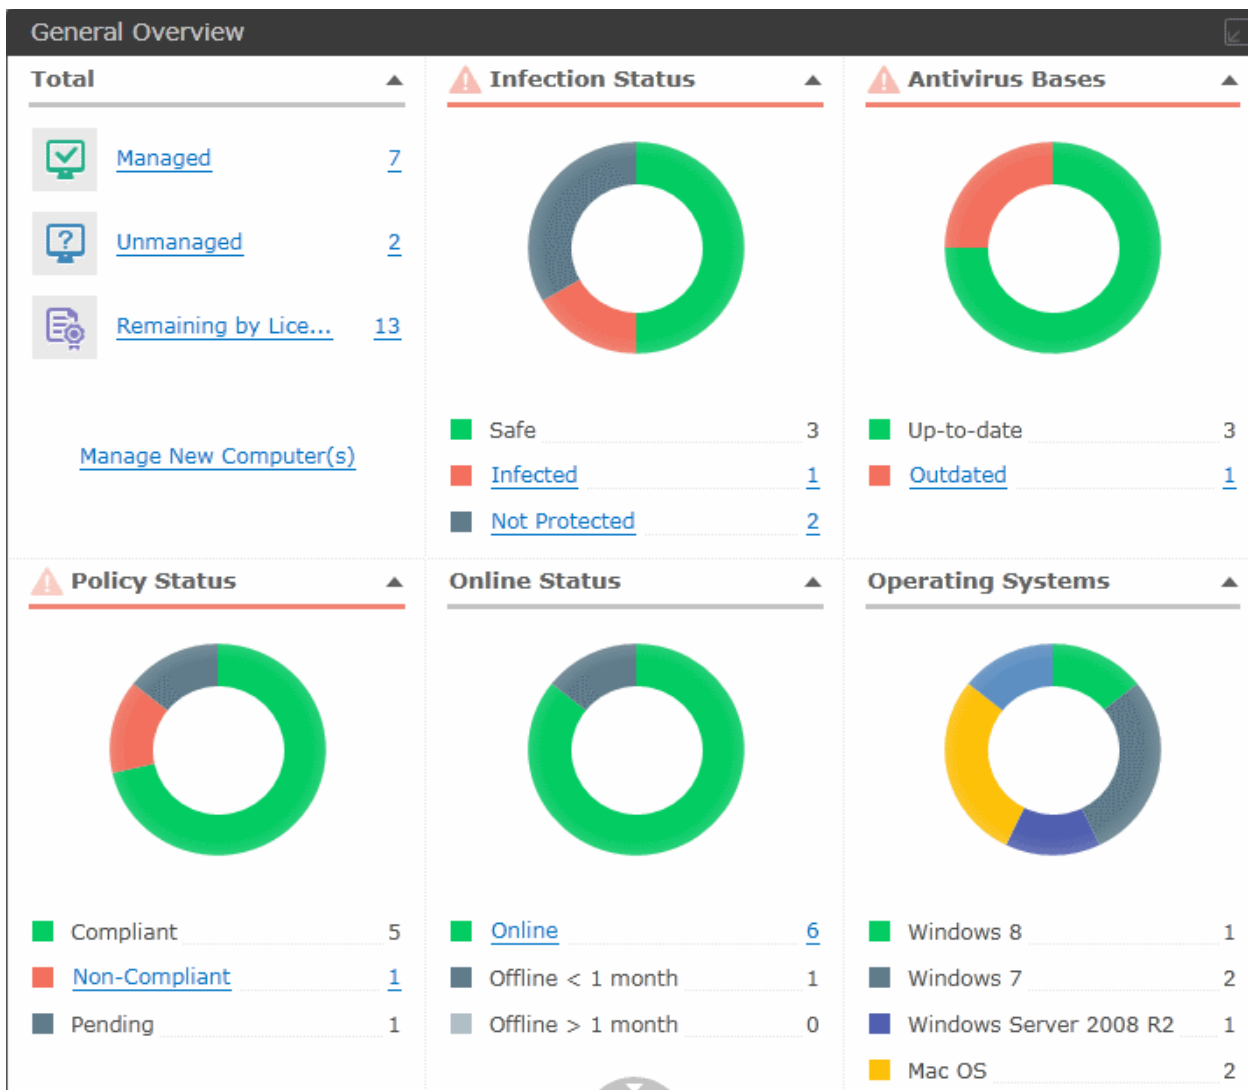 General Overview
Total
Managed 7
Unmanaged 2
Remaining by Lice... 13
Manage New Computer(s)
Infection Status
Safe 3
Infected 1
Not Protected 2
Antivirus Bases
Up-to-date 3
Outdated 1
Policy Status
Compliant 5
Non-Compliant 1
Pending 1
Online Status
Online 6
Offline < 1 month 1
Offline > 1 month 0
Operating Systems
Windows 8 1
Windows 7 2
Windows Server 2008 R2 1
Mac OS 2